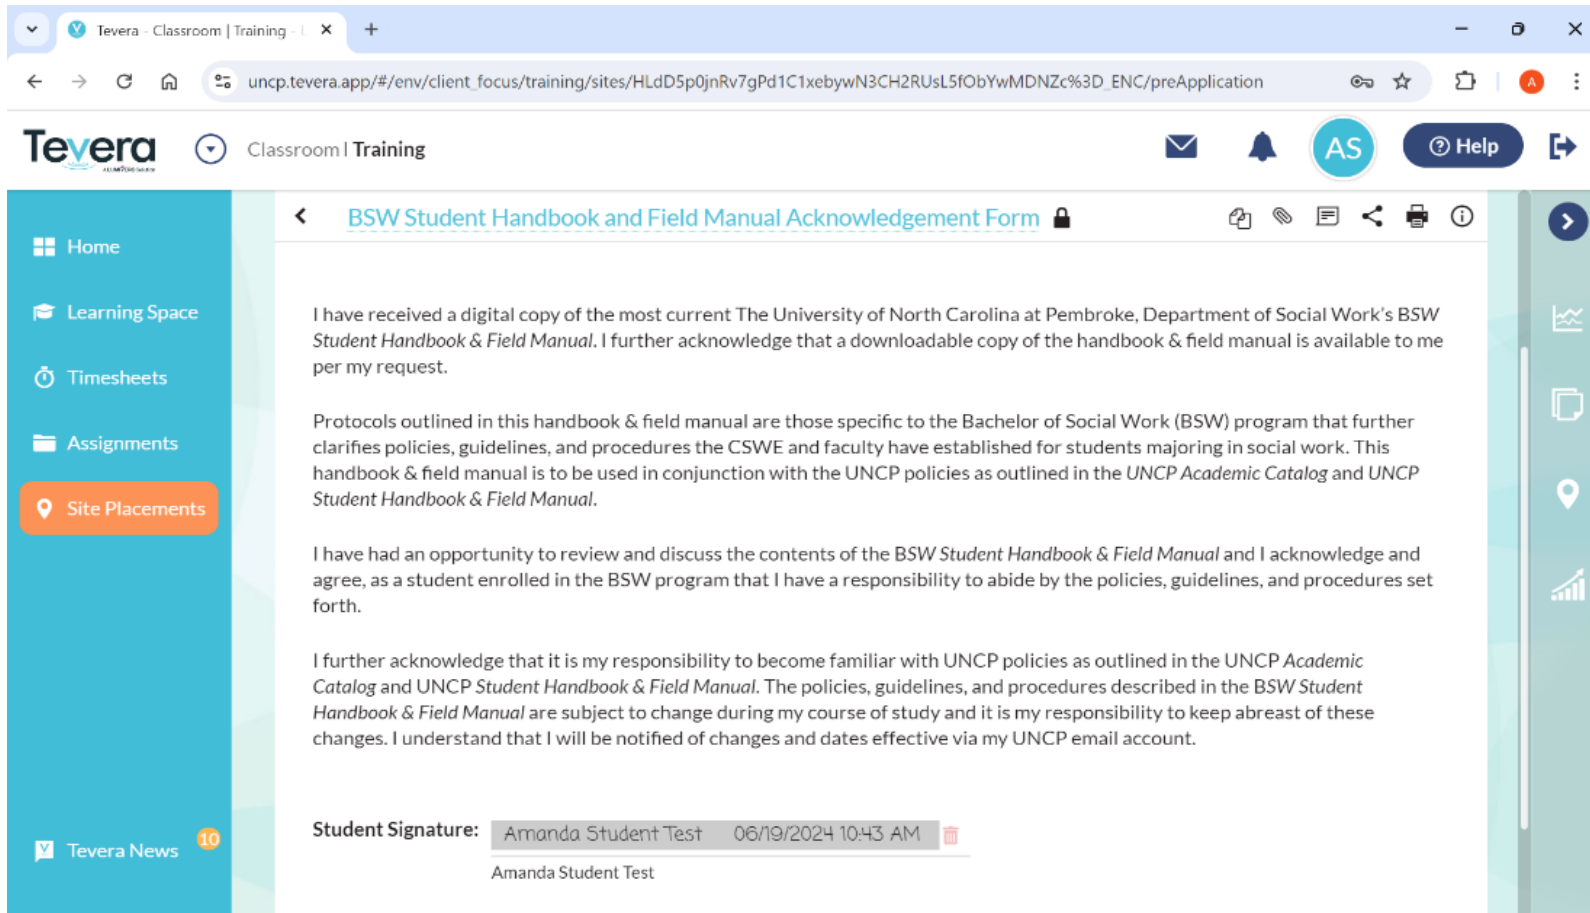 Tevera - Classroom | Training - L
uncp.tevera.app/#/env/client_focus/training/sites/HLdD5p0jnRv7gPd1C1xebywN3CH2RUsL5fObYwMDNZc%3D_ENC/preApplication
A
Tevera
Classroom | Training
AS
? Help
BSW Student Handbook and Field Manual Acknowledgement Form
Home
Learning Space
Timesheets
Assignments
Site Placements
Tevera News
10
I have received a digital copy of the most current The University of North Carolina at Pembroke, Department of Social Work's BSW
Student Handbook & Field Manual. I further acknowledge that a downloadable copy of the handbook & field manual is available to me
per my request.
Protocols outlined in this handbook & field manual are those specific to the Bachelor of Social Work (BSW) program that further
clarifies policies, guidelines, and procedures the CSWE and faculty have established for students majoring in social work. This
handbook & field manual is to be used in conjunction with the UNCP policies as outlined in the UNCP Academic Catalog and UNCP
Student Handbook & Field Manual.
I have had an opportunity to review and discuss the contents of the BSW Student Handbook & Field Manual and I acknowledge and
agree, as a student enrolled in the BSW program that I have a responsibility to abide by the policies, guidelines, and procedures set
forth.
I further acknowledge that it is my responsibility to become familiar with UNCP policies as outlined in the UNCP Academic
Catalog and UNCP Student Handbook & Field Manual. The policies, guidelines, and procedures described in the BSW Student
Handbook & Field Manual are subject to change during my course of study and it is my responsibility to keep abreast of these
changes. I understand that I will be notified of changes and dates effective via my UNCP email account.
Student Signature: Amanda Student Test 06/19/2024 10:43 AM
Amanda Student Test